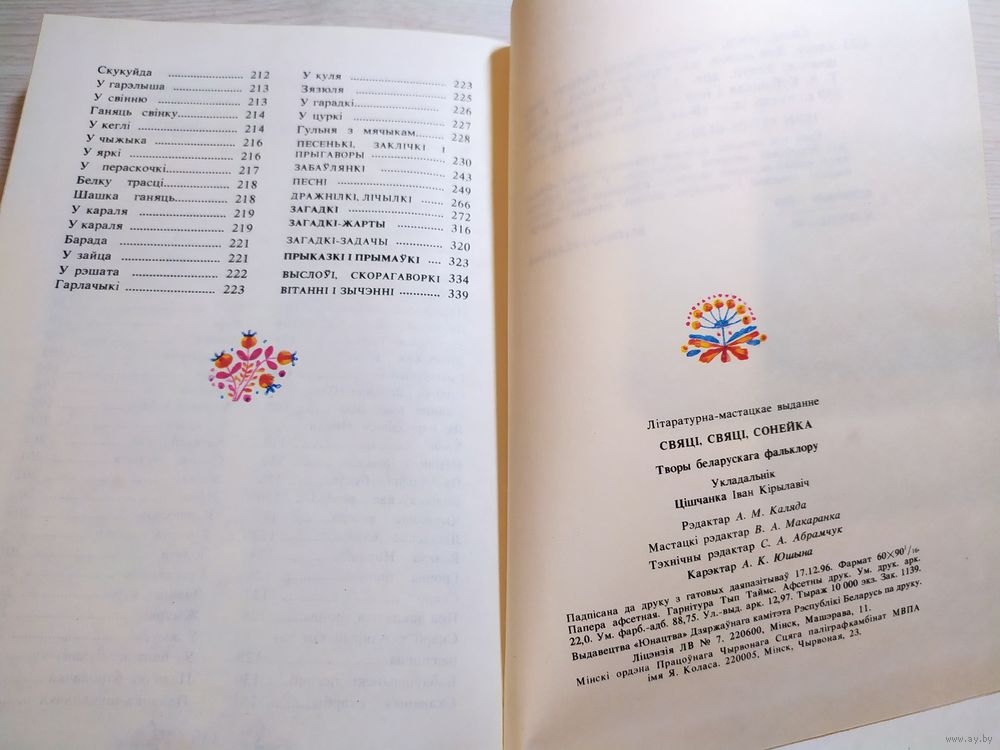 Скукуйда ................... 212
У гарэлыша ................. 213
У свінню ................... 213
Ганяць свінку............... 214
У кеглі .................... 214
У чыжыка ................... 216
У яркі ..................... 216
У пераскочкі................ 217
Белку трасці................ 218
Шашка ганяць................ 218
У караля ................... 219
У караля ................... 219
Барада ..................... 221
У зайца .................... 221
У рэшата ................... 222
Гарлачыкі .................. 223
У куля ..................... 223
Зязюля ..................... 225
У гарадкі................... 226
У цуркі .................... 227
Гульня з мячыкам............ 228
ПЕСЕНЬКІ, ЗАКЛІЧКІ І
ПРЫГАВОРЫ .................. 230
ЗАБАЎЛЯНКІ ................. 243
ПЕСНІ ...................... 249
ДРАЖНІЛКІ, ЛІЧЫЛКІ ......... 266
ЗАГАДКІ .................... 272
ЗАГАДКІ-ЖАРТЫ .............. 316
ЗАГАДКІ-ЗАДАЧЫ ............. 320
ПРЫКАЗКІ І ПРЫМАЎКІ .... 323
ВЫСЛОЎІ, СКОРАГАВОРКІ 334
ВІТАННІ І ЗЫЧЭННІ ............ 339
Літаратурна-мастацкае выданне
СВЯЦІ, СВЯЦІ, СОНЕЙКА
Творы беларускага фальклору
Укладальнік
Цішчанка Іван Кірылавіч
Рэдактар А. М. Каляда
Мастацкі рэдактар В. А. Макаранка
Тэхнічны рэдактар С. А. Абрамчук
Карэктар А. К. Юшына
Падпісана да друку з гатовых дыяпазітываў 17.12.96. Фармат 60×90¹/₁₆.
Папера афсетная. Гарнітура Тып Таймс. Афсетны друк. Ум. друк. арк.
22,0. Ум. фарб.-адб. 88,75. Ул.-выд. арк. 12,97. Тыраж 10 000 экз. Зак. 1139.
Выдавецтва «Юнацтва» Дзяржаўнага камітэта Рэспублікі Беларусь па друку.
Ліцэнзія ЛВ № 7. 220600, Мінск, Машэрава, 11.
Мінскі ордэна Працоўнага Чырвонага Сцяга паліграфкамбінат МВПА
імя Я. Коласа. 220005, Мінск, Чырвоная, 23.
www.ay.by